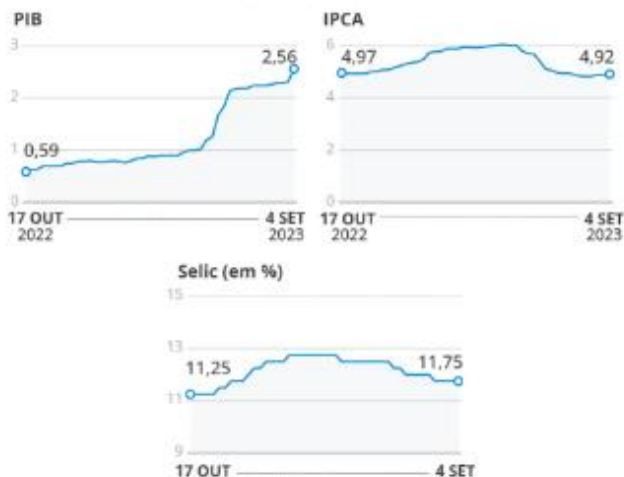 PIB
3
2,56
2
1
0,59
0
17 OUT
2022
4 SET
2023
IPCA
6
4,97
4,92
4
2
0
17 OUT
2022
4 SET
2023
Selic (em %)
15
13
11,25
11,75
11
9
17 OUT
4 SET